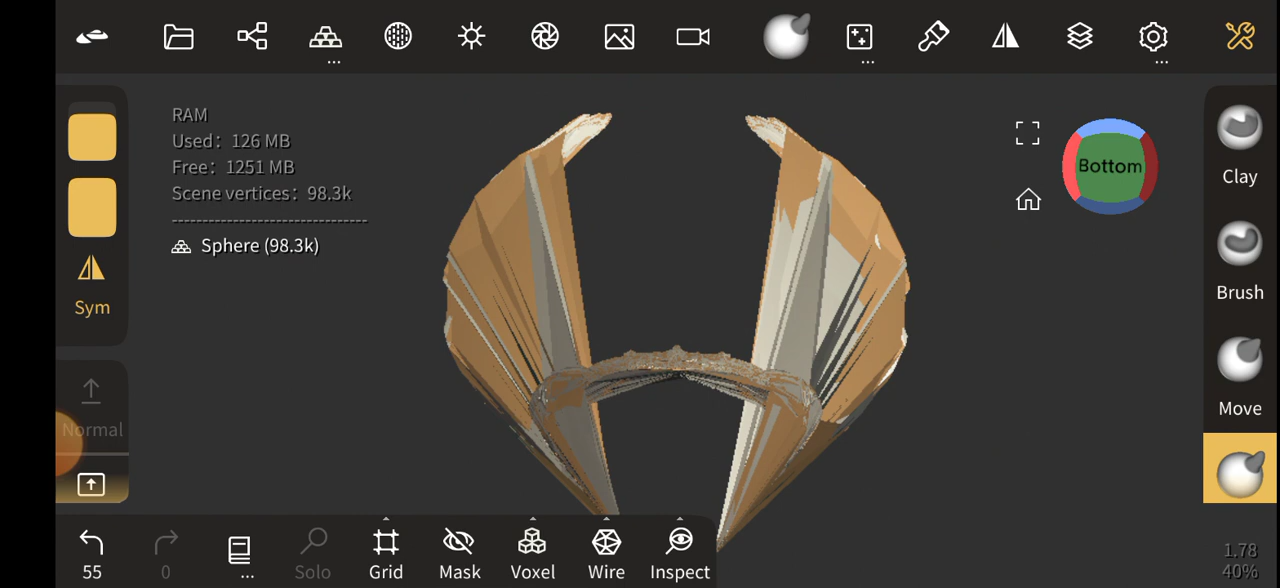 RAM
Used: 126 MB
Free: 1251 MB
Scene vertices: 98.3k
--------------------------------
Sphere (98.3k)
Sym
Normal
Bottom
Clay
Brush
Move
55
0
...
Solo
Grid
Mask
Voxel
Wire
Inspect
1.78
40%